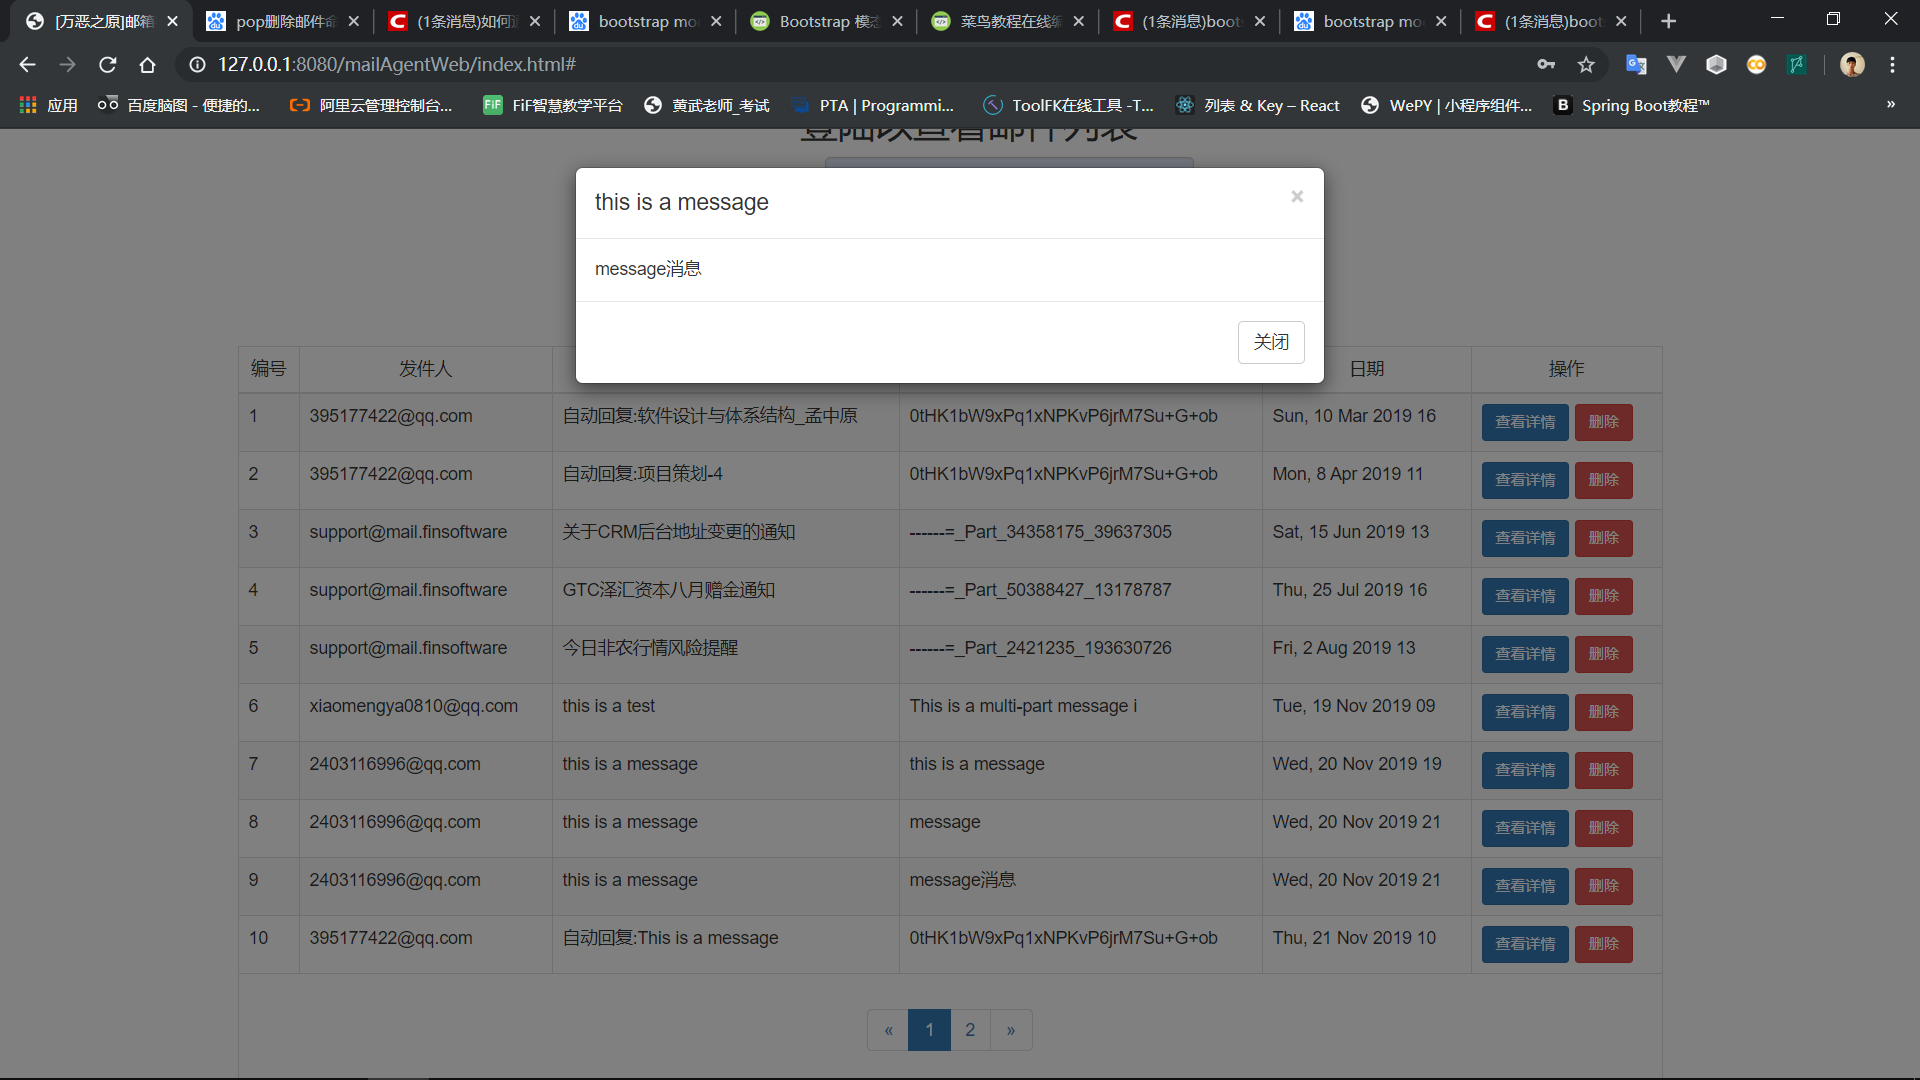 [万恶之原]邮箱
pop删除邮件命
(1条消息)如何
bootstrap mo
Bootstrap 模态
菜鸟教程在线编
(1条消息)boot
bootstrap mo
(1条消息)boot
127.0.0.1:8080/mailAgentWeb/index.html#
应用
百度脑图 - 便捷的...
阿里云管理控制台...
FiF FiF智慧教学平台
黄武老师_考试
PTA | Programmi...
ToolFK在线工具 -T...
列表 & Key – React
WePY | 小程序组件...
B Spring Boot教程™
»
登陆以查看邮件列表
this is a message ×
message消息
关闭
编号 发件人 日期 操作
1 395177422@qq.com 自动回复:软件设计与体系结构_孟中原 0tHK1bW9xPq1xNPKvP6jrM7Su+G+ob Sun, 10 Mar 2019 16 查看详情 删除
2 395177422@qq.com 自动回复:项目策划-4 0tHK1bW9xPq1xNPKvP6jrM7Su+G+ob Mon, 8 Apr 2019 11 查看详情 删除
3 support@mail.finsoftware 关于CRM后台地址变更的通知 ------=_Part_34358175_39637305 Sat, 15 Jun 2019 13 查看详情 删除
4 support@mail.finsoftware GTC泽汇资本八月赠金通知 ------=_Part_50388427_13178787 Thu, 25 Jul 2019 16 查看详情 删除
5 support@mail.finsoftware 今日非农行情风险提醒 ------=_Part_2421235_193630726 Fri, 2 Aug 2019 13 查看详情 删除
6 xiaomengya0810@qq.com this is a test This is a multi-part message i Tue, 19 Nov 2019 09 查看详情 删除
7 2403116996@qq.com this is a message this is a message Wed, 20 Nov 2019 19 查看详情 删除
8 2403116996@qq.com this is a message message Wed, 20 Nov 2019 21 查看详情 删除
9 2403116996@qq.com this is a message message消息 Wed, 20 Nov 2019 21 查看详情 删除
10 395177422@qq.com 自动回复:This is a message 0tHK1bW9xPq1xNPKvP6jrM7Su+G+ob Thu, 21 Nov 2019 10 查看详情 删除
« 1 2 »